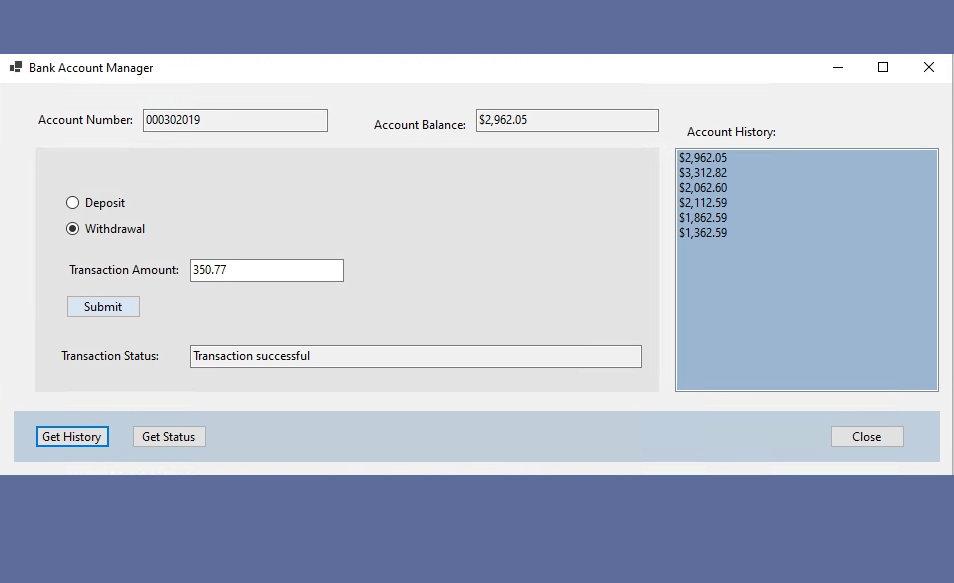 Bank Account Manager
Account Number: 000302019
Account Balance: $2,962.05
Account History:
$2,962.05
$3,312.82
$2,062.60
$2,112.59
$1,862.59
$1,362.59
Deposit
Withdrawal
Transaction Amount: 350.77
Submit
Transaction Status: Transaction successful
Get History
Get Status
Close